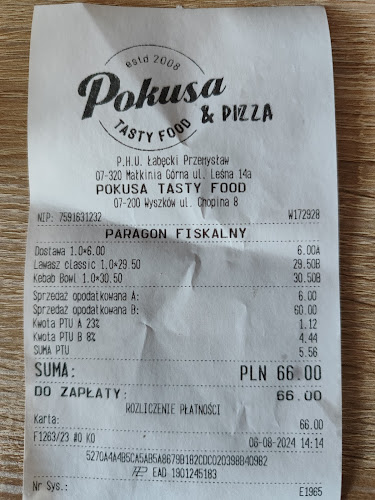 estd 2008
Pokusa
& PIZZA
TASTY FOOD
P.H.U. Łabęcki Przemysław
07-320 Małkinia Górna ul. Leśna 14a
POKUSA TASTY FOOD
07-200 Wyszków ul. Chopina 8
NIP: 7591631232 W172928
PARAGON FISKALNY
Dostawa 1.0×6.00 6.00A
Lawasz classic 1.0×29.50 29.50B
Kebab Bowl 1.0×30.50 30.50B
Sprzedaż opodatkowana A: 6.00
Sprzedaż opodatkowana B: 60.00
Kwota PTU A 23% 1.12
Kwota PTU B 8% 4.44
SUMA PTU 5.56
SUMA: PLN 66.00
DO ZAPŁATY: 66.00
ROZLICZENIE PŁATNOŚCI
Karta: 66.00
F1263/23 #0 KO 06-08-2024 14:14
EAD 1901245183
Nr Sys.: E1985